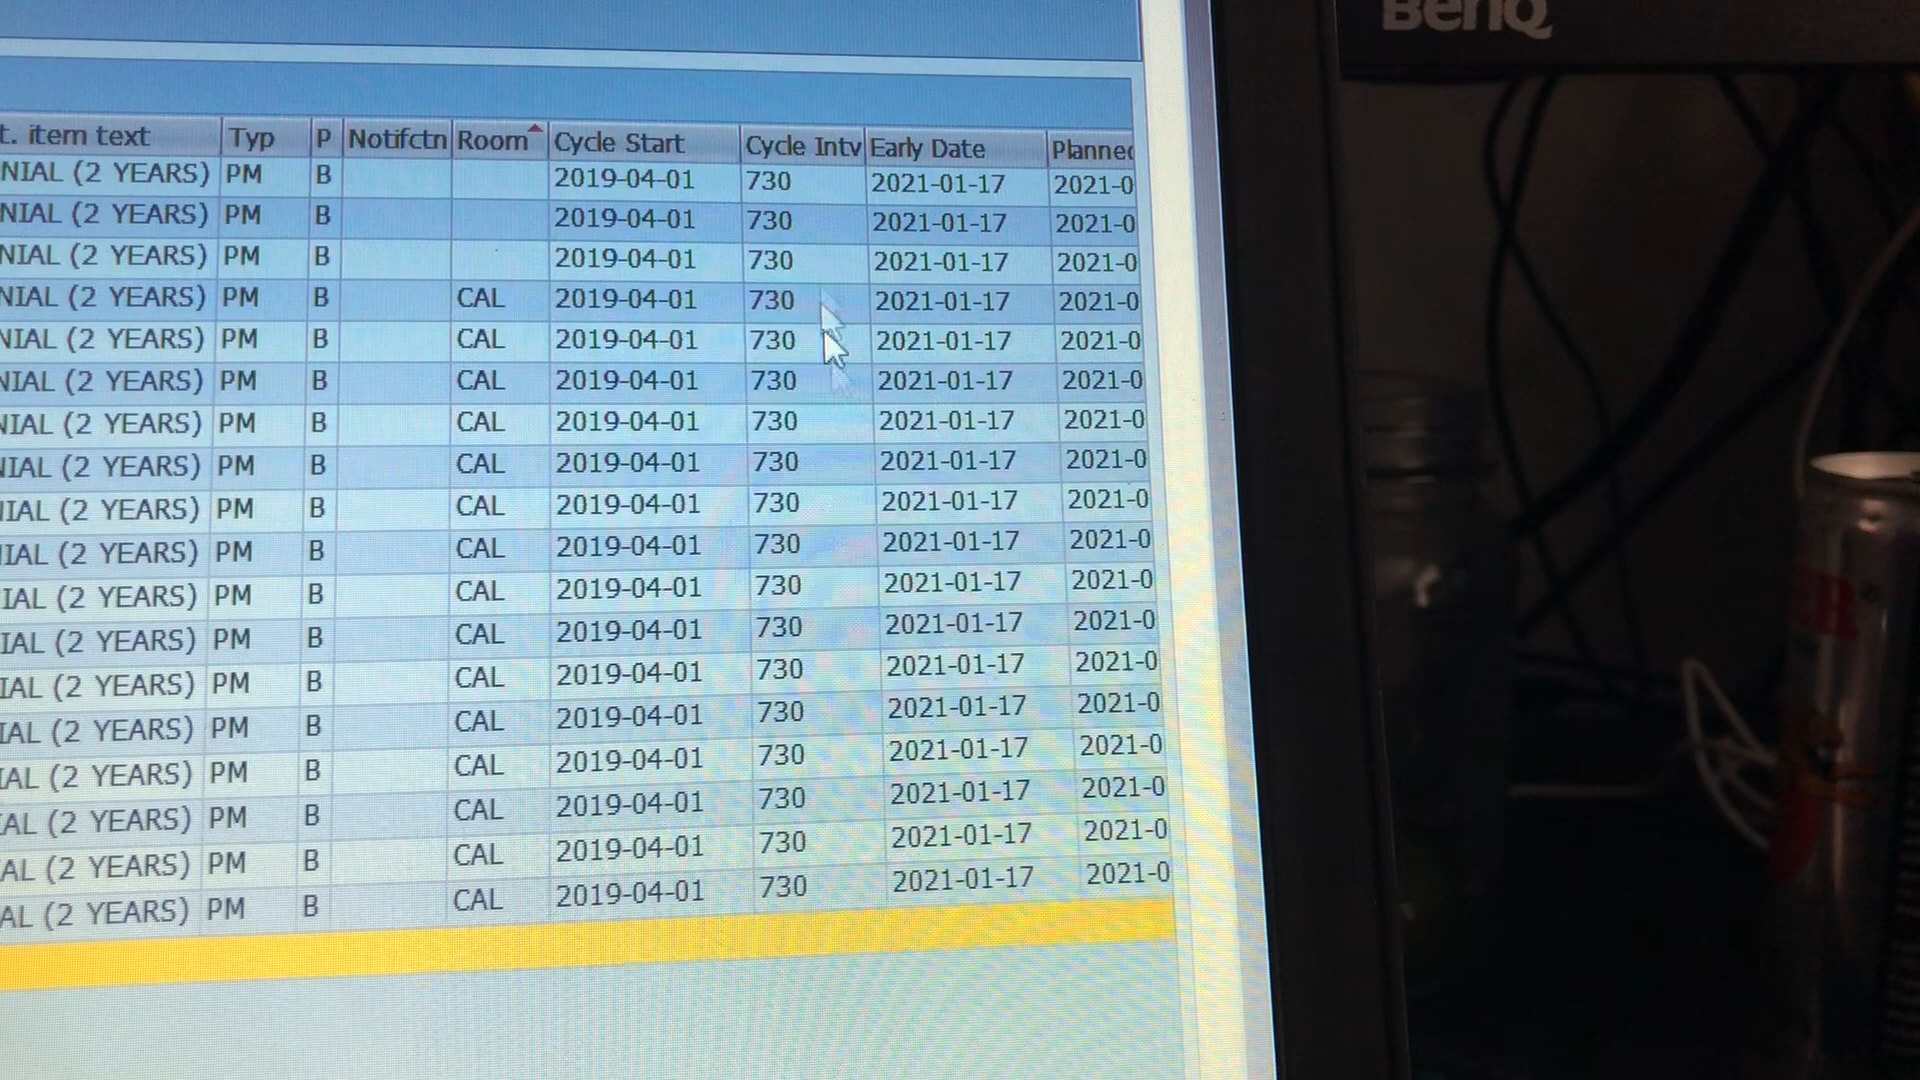 BenQ
t. item text Typ P Notifctn Room Cycle Start Cycle Intv Early Date Planned
NIAL (2 YEARS) PM B 2019-04-01 730 2021-01-17 2021-0
NIAL (2 YEARS) PM B 2019-04-01 730 2021-01-17 2021-0
NIAL (2 YEARS) PM B 2019-04-01 730 2021-01-17 2021-0
NIAL (2 YEARS) PM B CAL 2019-04-01 730 2021-01-17 2021-0
NIAL (2 YEARS) PM B CAL 2019-04-01 730 2021-01-17 2021-0
NIAL (2 YEARS) PM B CAL 2019-04-01 730 2021-01-17 2021-0
NIAL (2 YEARS) PM B CAL 2019-04-01 730 2021-01-17 2021-0
NIAL (2 YEARS) PM B CAL 2019-04-01 730 2021-01-17 2021-0
IAL (2 YEARS) PM B CAL 2019-04-01 730 2021-01-17 2021-0
IAL (2 YEARS) PM B CAL 2019-04-01 730 2021-01-17 2021-0
IAL (2 YEARS) PM B CAL 2019-04-01 730 2021-01-17 2021-0
IAL (2 YEARS) PM B CAL 2019-04-01 730 2021-01-17 2021-0
IAL (2 YEARS) PM B CAL 2019-04-01 730 2021-01-17 2021-0
IAL (2 YEARS) PM B CAL 2019-04-01 730 2021-01-17 2021-0
IAL (2 YEARS) PM B CAL 2019-04-01 730 2021-01-17 2021-0
AL (2 YEARS) PM B CAL 2019-04-01 730 2021-01-17 2021-0
AL (2 YEARS) PM B CAL 2019-04-01 730 2021-01-17 2021-0
AL (2 YEARS) PM B CAL 2019-04-01 730 2021-01-17 2021-0